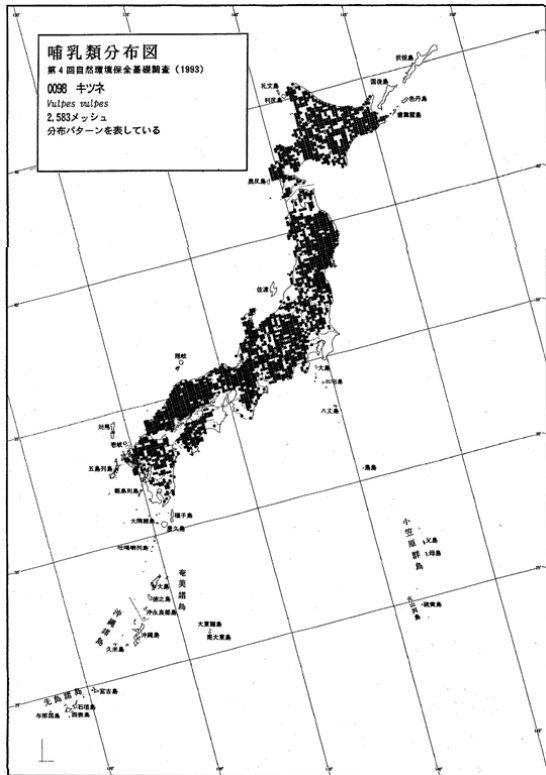 哺乳類分布図
第4回自然環境保全基礎調査(1993)
0098 キツネ
Vulpes vulpes
2,583メッシュ
分布パターンを表している
択捉島
国後島
色丹島
礼文島
利尻島
奥尻島
佐渡
隠岐
大島
八丈島
対馬
壱岐
五島列島
甑島列島
鳥島
種子島
大隅諸島
屋久島
吐噶喇列島
小笠原群島
父島
母島
硫黄島
奄美諸島
大島
徳之島
沖永良部島
沖縄諸島
沖縄島
久米島
大東諸島
南大東島
先島諸島
宮古島
石垣島
西表島
与那国島